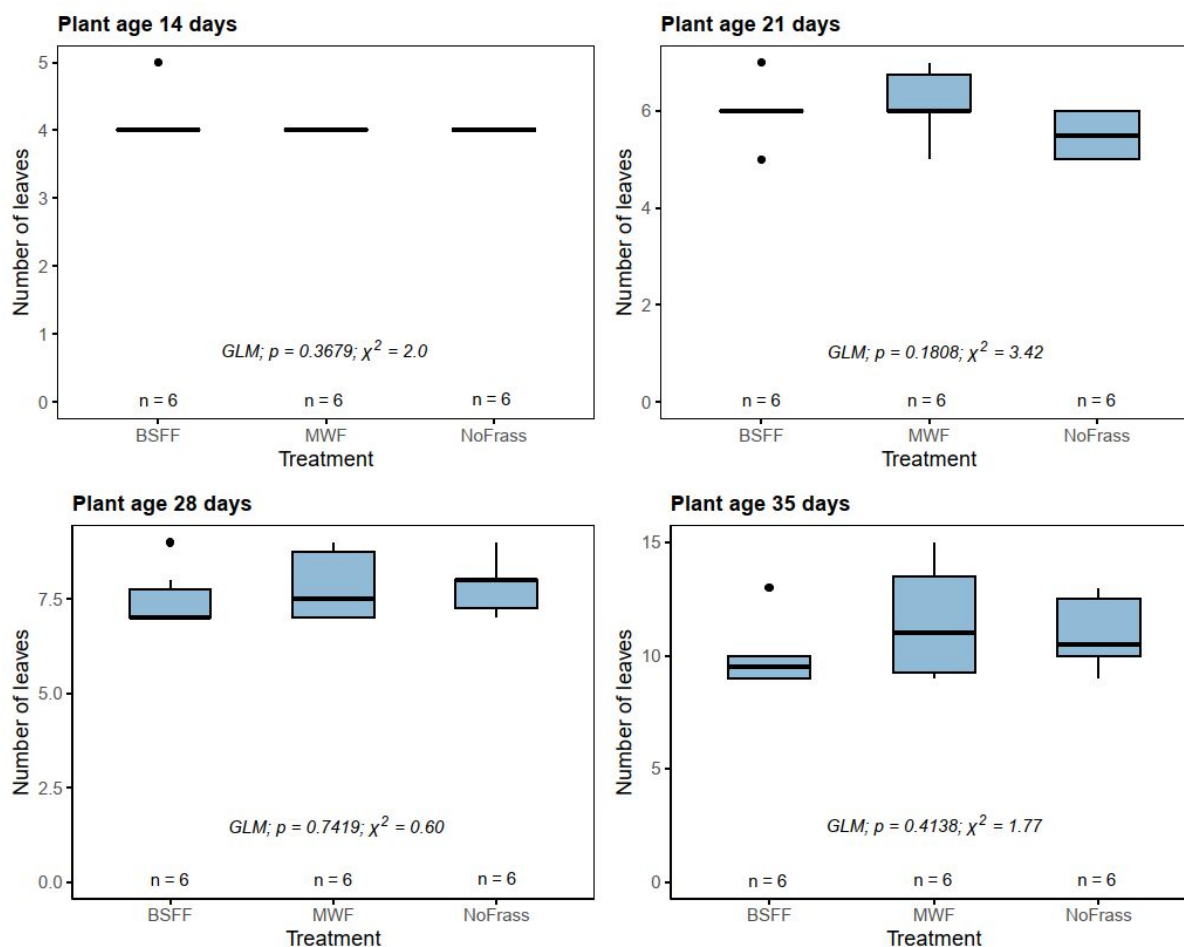 Plant age 14 days
Number of leaves
5
4
3
2
1
0
GLM; p = 0.3679; χ² = 2.0
n = 6 n = 6 n = 6
BSFF MWF NoFrass
Treatment
Plant age 21 days
Number of leaves
6
4
2
0
GLM; p = 0.1808; χ² = 3.42
n = 6 n = 6 n = 6
BSFF MWF NoFrass
Treatment
Plant age 28 days
Number of leaves
7.5
5.0
2.5
0.0
GLM; p = 0.7419; χ² = 0.60
n = 6 n = 6 n = 6
BSFF MWF NoFrass
Treatment
Plant age 35 days
Number of leaves
15
10
5
0
GLM; p = 0.4138; χ² = 1.77
n = 6 n = 6 n = 6
BSFF MWF NoFrass
Treatment